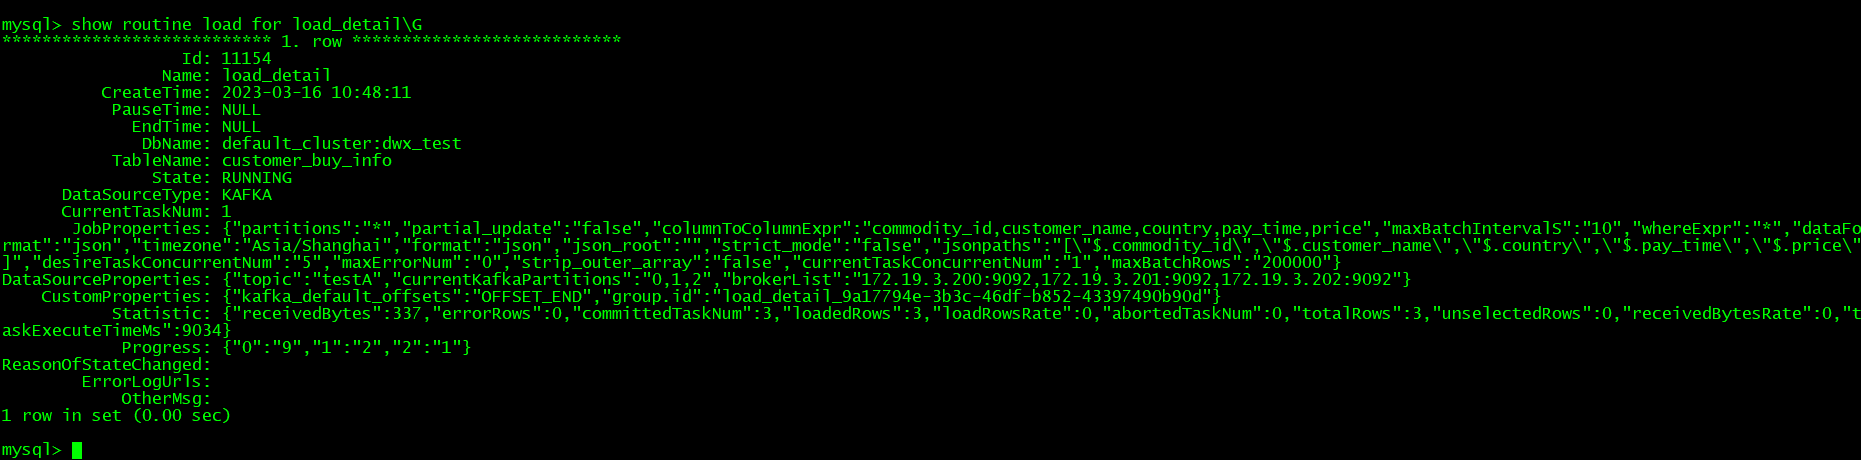 mysql> show routine load for load_detail\G
*************************** 1. row ***************************
Id: 11154
Name: load_detail
CreateTime: 2023-03-16 10:48:11
PauseTime: NULL
EndTime: NULL
DbName: default_cluster:dwx_test
TableName: customer_buy_info
State: RUNNING
DataSourceType: KAFKA
CurrentTaskNum: 1
JobProperties: {"partitions":"*","partial_update":"false","columnToColumnExpr":"commodity_id,customer_name,country,pay_time,price","maxBatchIntervalS":"10","whereExpr":"*","dataFo
rmat":"json","timezone":"Asia/Shanghai","format":"json","json_root":"","strict_mode":"false","jsonpaths":"[\"$.commodity_id\",\"$.customer_name\",\"$.country\",\"$.pay_time\",\"$.price\"
]","desireTaskConcurrentNum":"5","maxErrorNum":"0","strip_outer_array":"false","currentTaskConcurrentNum":"1","maxBatchRows":"200000"}
DataSourceProperties: {"topic":"testA","currentKafkaPartitions":"0,1,2","brokerList":"172.19.3.200:9092,172.19.3.201:9092,172.19.3.202:9092"}
CustomProperties: {"kafka_default_offsets":"OFFSET_END","group.id":"load_detail_9a17794e-3b3c-46df-b852-43397490b90d"}
Statistic: {"receivedBytes":337,"errorRows":0,"committedTaskNum":3,"loadedRows":3,"loadRowsRate":0,"abortedTaskNum":0,"totalRows":3,"unselectedRows":0,"receivedBytesRate":0,"t
askExecuteTimeMs":9034}
Progress: {"0":"9","1":"2","2":"1"}
ReasonOfStateChanged:
ErrorLogUrls:
OtherMsg:
1 row in set (0.00 sec)
mysql>